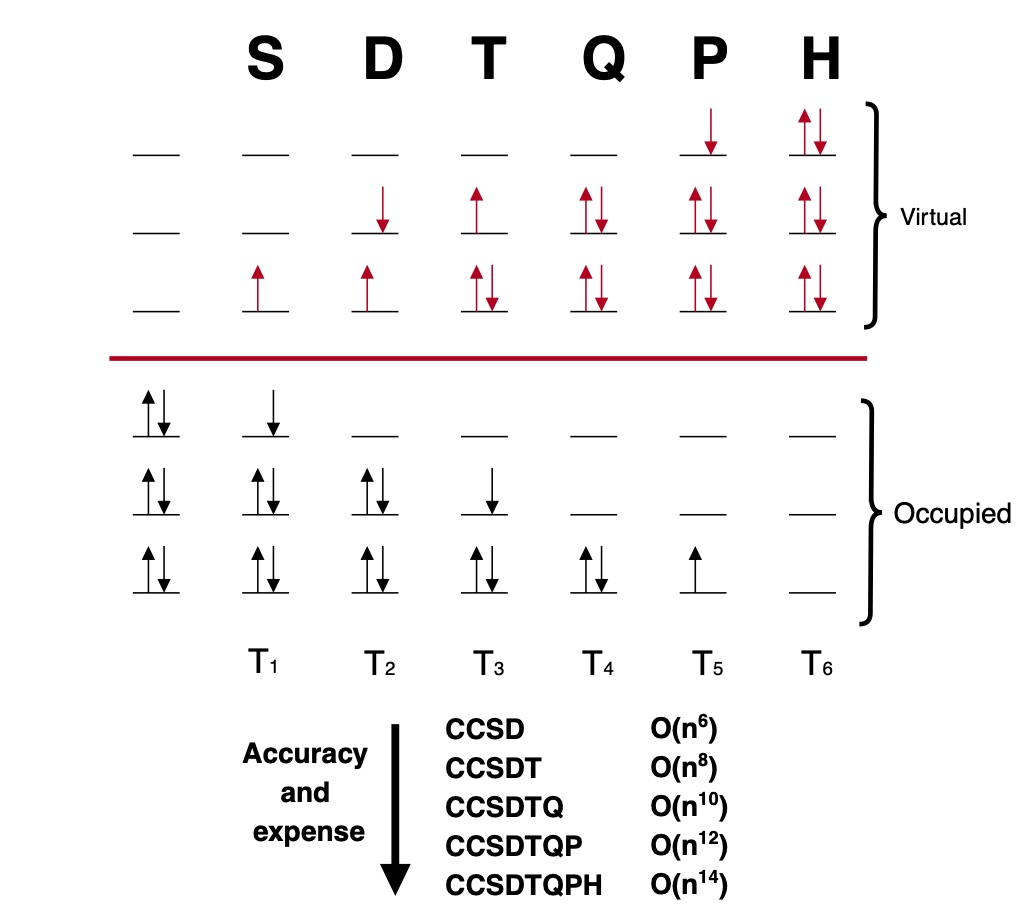 S D T Q P H
Virtual
Occupied
T₁ T₂ T₃ T₄ T₅ T₆
Accuracy
and
expense
CCSD O(n⁶)
CCSDT O(n⁸)
CCSDTQ O(n¹⁰)
CCSDTQP O(n¹²)
CCSDTQPH O(n¹⁴)